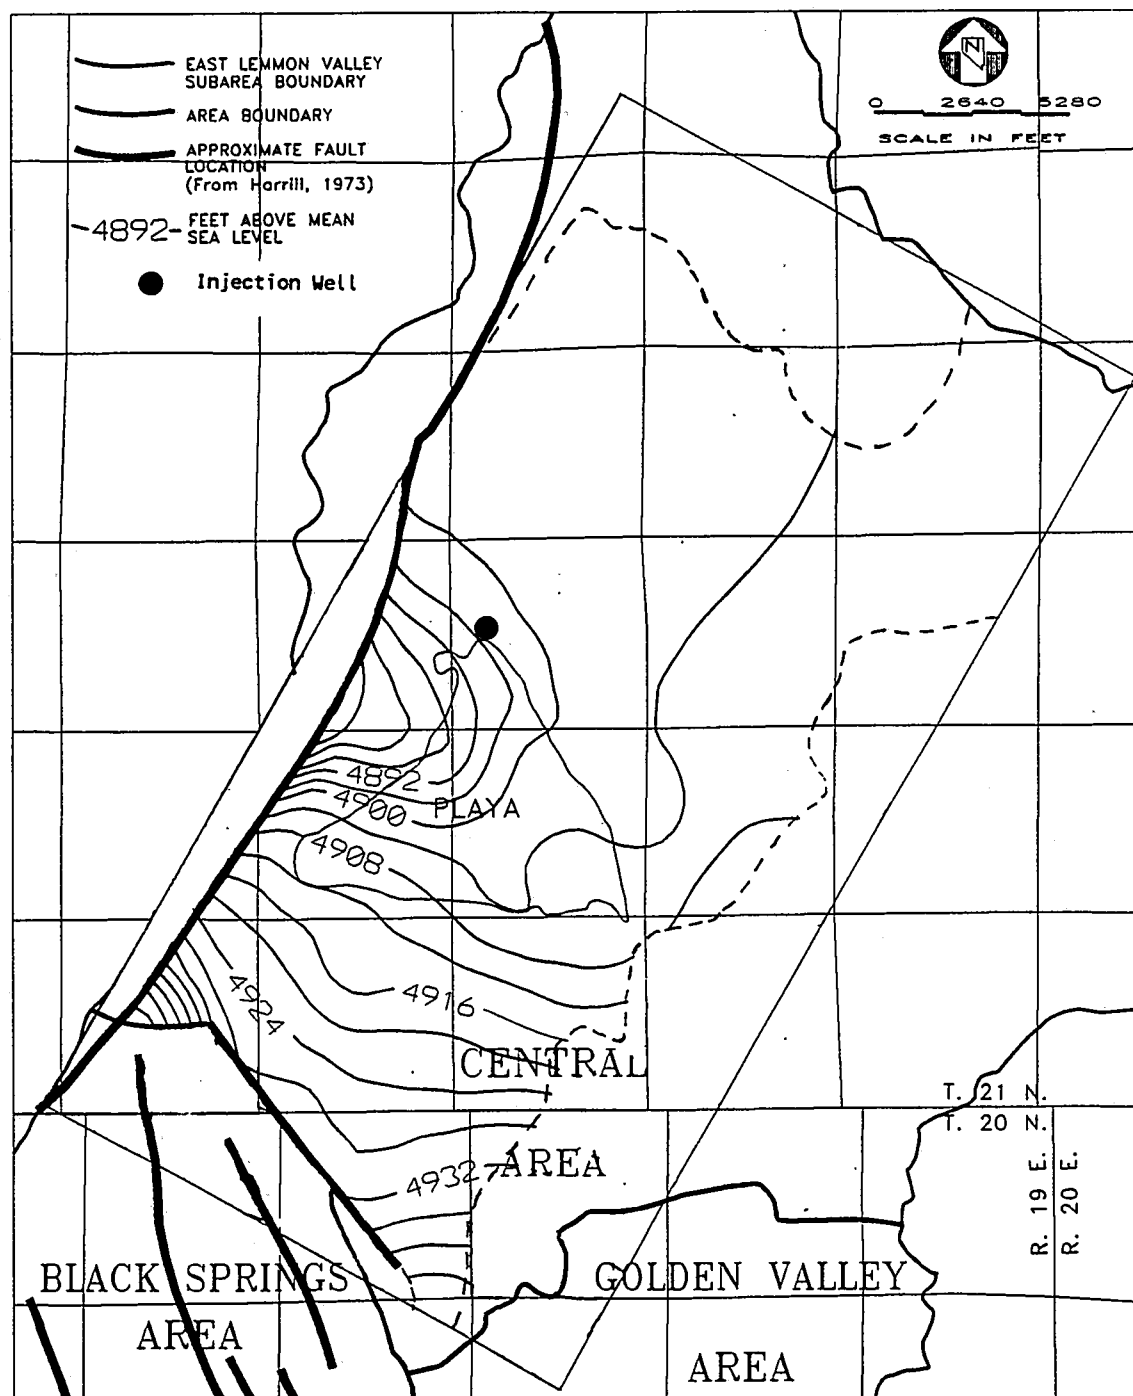 EAST LEMMON VALLEY
SUBAREA BOUNDARY
AREA BOUNDARY
APPROXIMATE FAULT
LOCATION
(From Harrill, 1973)
-4892- FEET ABOVE MEAN
SEA LEVEL
Injection Well
N
0 2640 5280
SCALE IN FEET
4892
4900 PLAYA
4908
4916
4924
CENTRAL
AREA
4932
T. 21 N.
T. 20 N.
R. 19 E.
R. 20 E.
BLACK SPRINGS
AREA
GOLDEN VALLEY
AREA